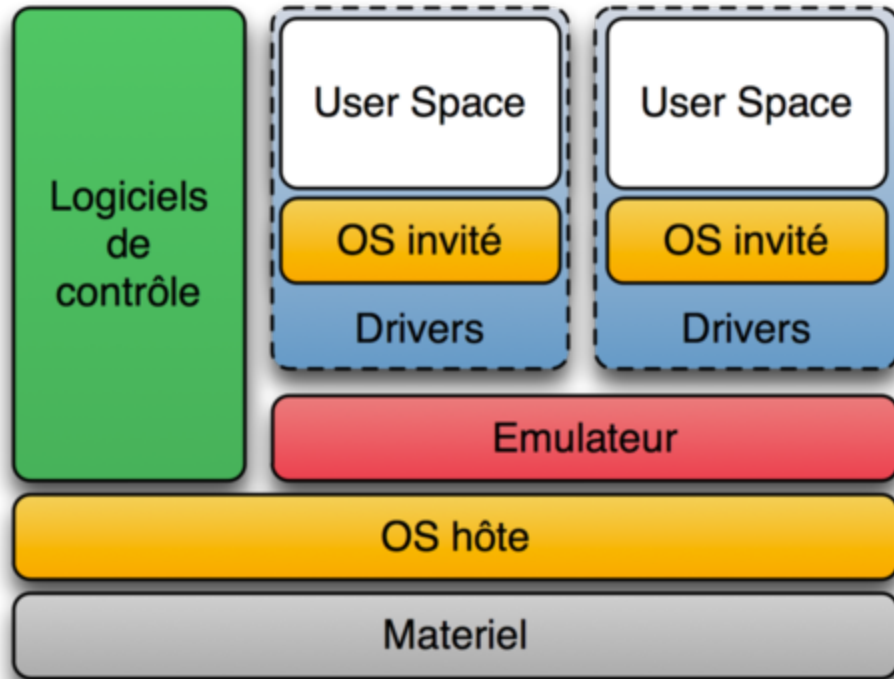 Logiciels
de
contrôle
User Space
OS invité
Drivers
User Space
OS invité
Drivers
Emulateur
OS hôte
Materiel